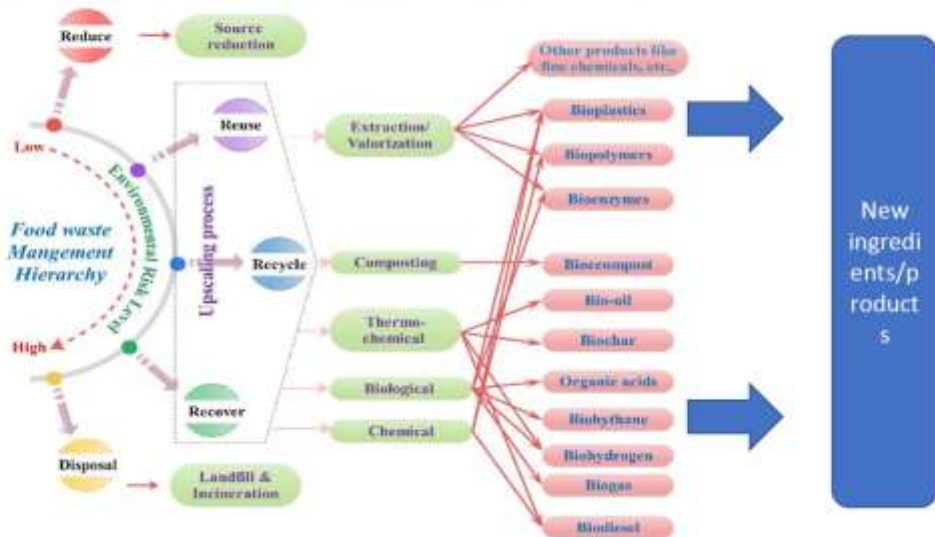 Reduce
Source
reduction
Low
Environmental Risk Level
Food waste
Mangement
Hierarchy
High
Upscaling process
Reuse
Recycle
Recover
Disposal
Landfill &
Incineration
Extraction/
Valorization
Composting
Thermo-
chemical
Biological
Chemical
Other products like
fine chemicals, etc.,
Bioplastics
Biopolymers
Bioenzymes
Bio-oil
Biochar
Organic acids
Biohythane
Biohydrogen
Biogas
Biodiesel
New
ingredi
ents/p
roduct
s